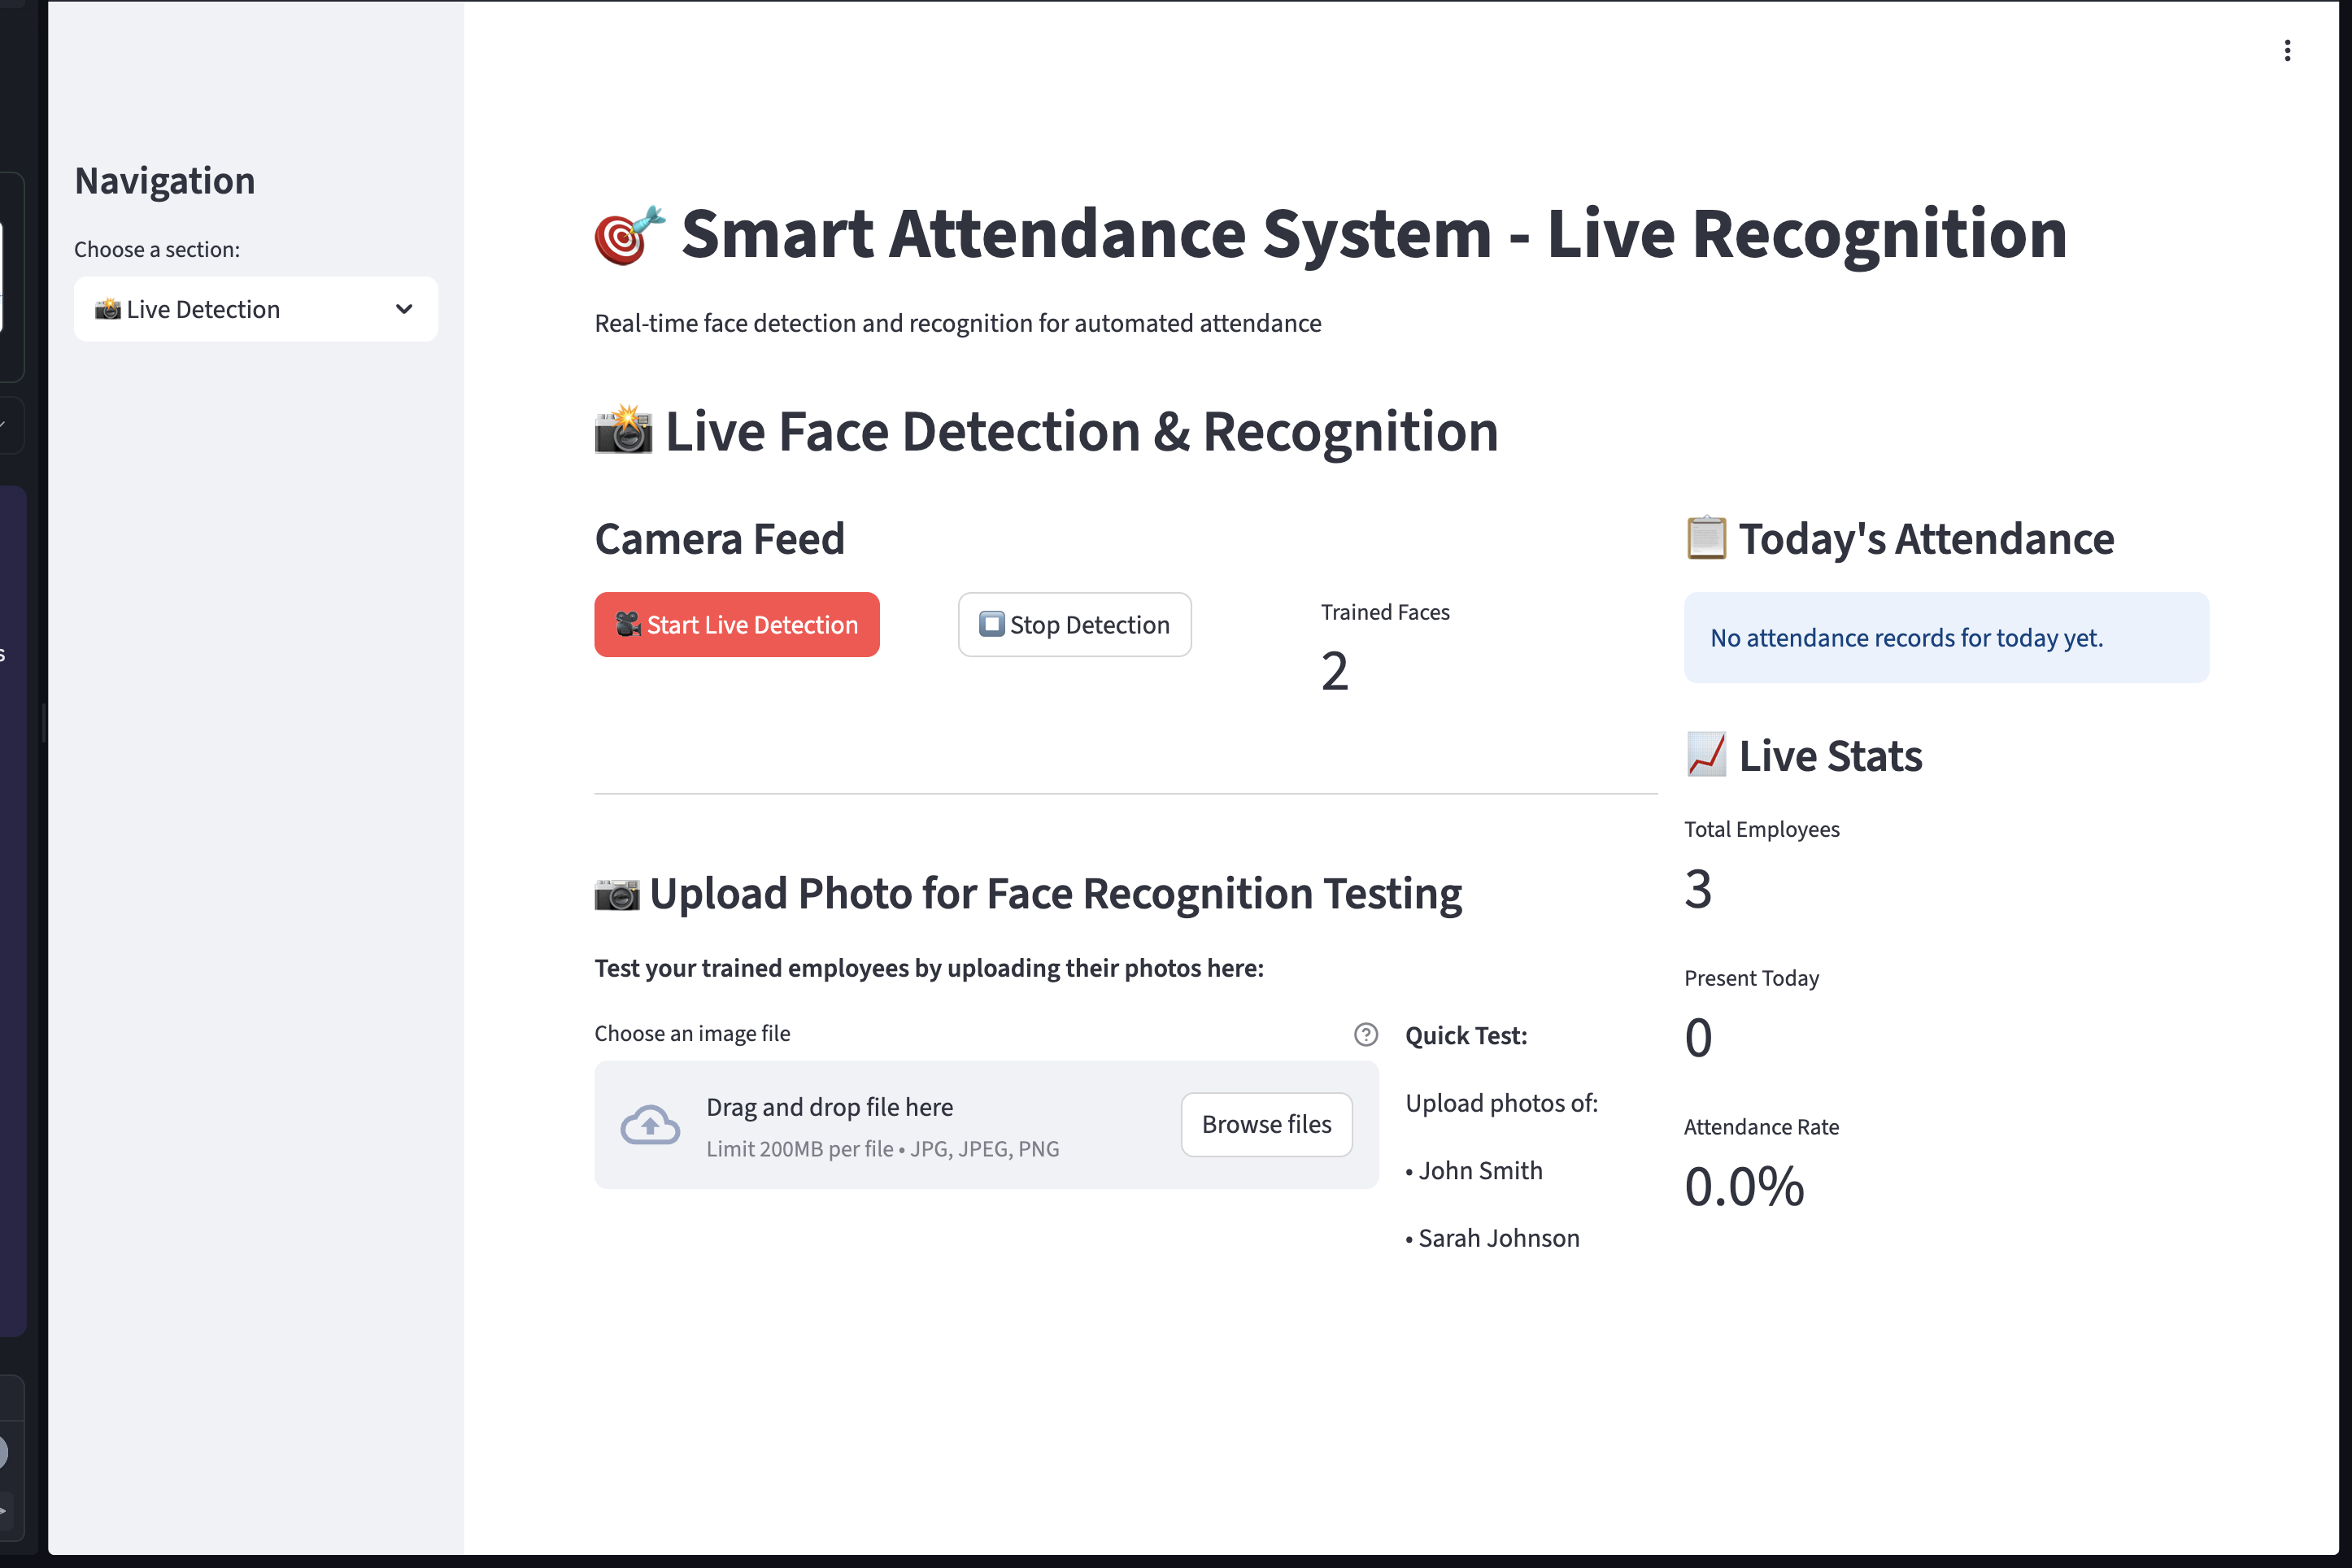 Navigation
Choose a section:
📸 Live Detection
🎯 Smart Attendance System - Live Recognition
Real-time face detection and recognition for automated attendance
📸 Live Face Detection & Recognition
Camera Feed
🎥 Start Live Detection
⏹️ Stop Detection
Trained Faces
2
📷 Upload Photo for Face Recognition Testing
Test your trained employees by uploading their photos here:
Choose an image file
Drag and drop file here
Limit 200MB per file • JPG, JPEG, PNG
Browse files
Quick Test:
Upload photos of:
• John Smith
• Sarah Johnson
📋 Today's Attendance
No attendance records for today yet.
📈 Live Stats
Total Employees
3
Present Today
0
Attendance Rate
0.0%